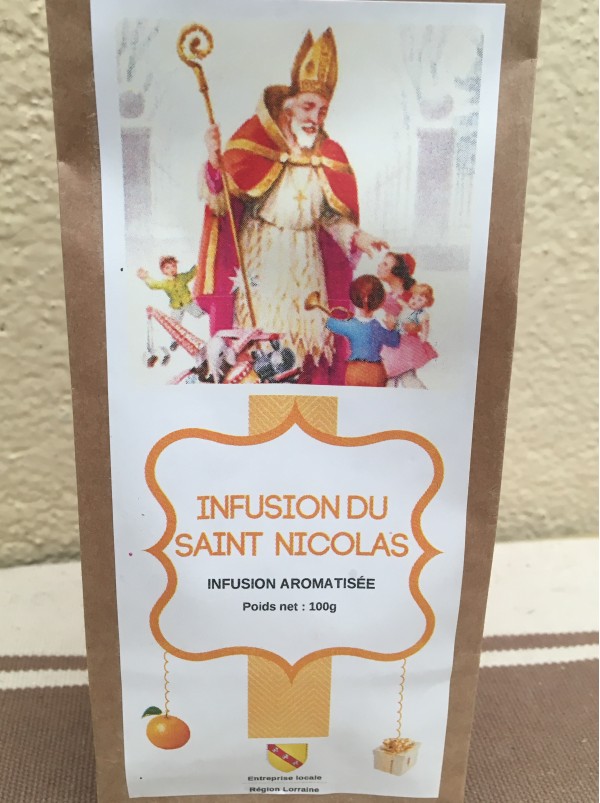 INFUSION DU
SAINT NICOLAS
INFUSION AROMATISÉE
Poids net : 100g
Entreprise locale
Région Lorraine